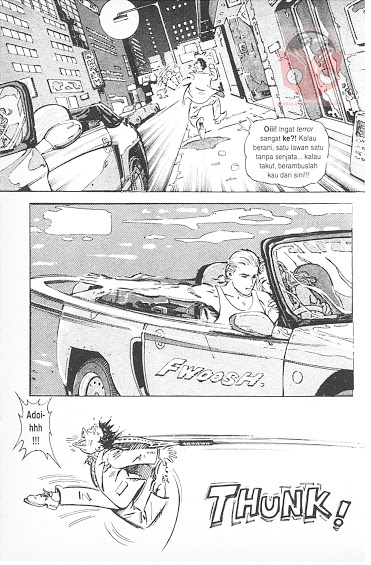 Oiii! Ingat terror
sangat ke?! Kalau
berani, satu lawan satu
tanpa senjata... kalau
takut, berambuslah
kau dari sini!!!
FWOOSH.
Adoi-
hhh
!!!
THUNK!